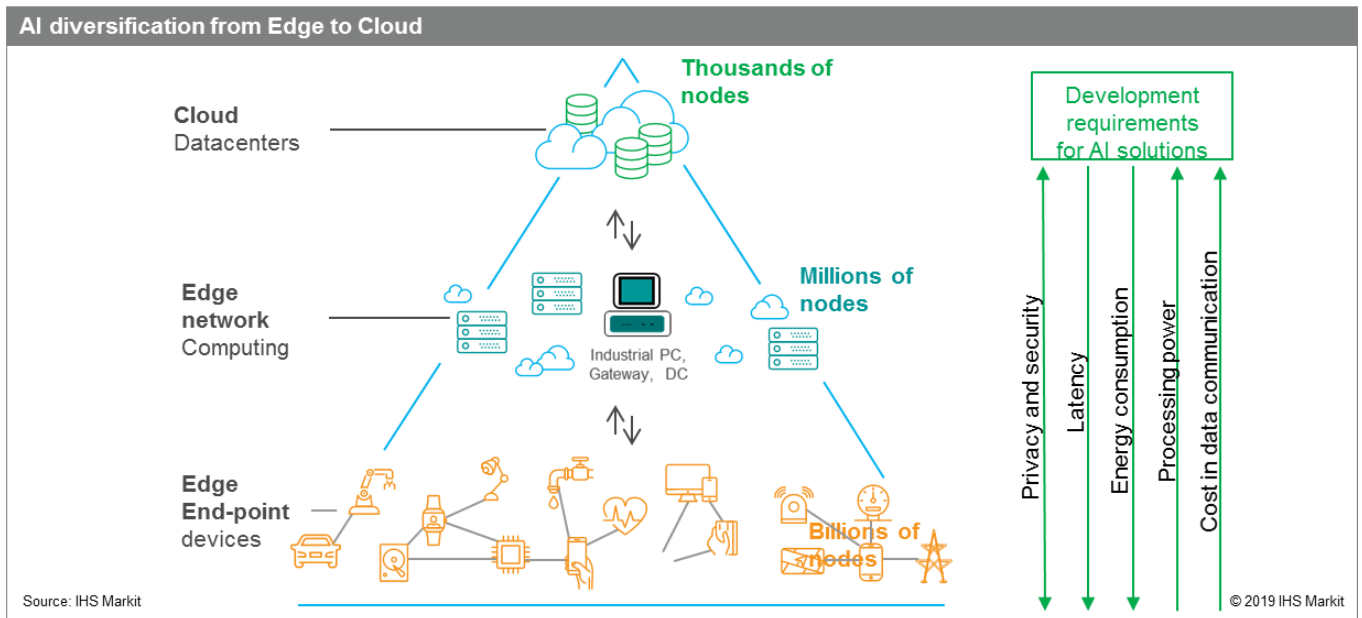 AI diversification from Edge to Cloud
Thousands of
nodes
Cloud
Datacenters
Development
requirements
for AI solutions
Millions of
nodes
Edge
network
Computing
Industrial PC,
Gateway, DC
Privacy and security
Latency
Energy consumption
Processing power
Cost in data communication
Edge
End-point
devices
Billions of
nodes
Source: IHS Markit
© 2019 IHS Markit